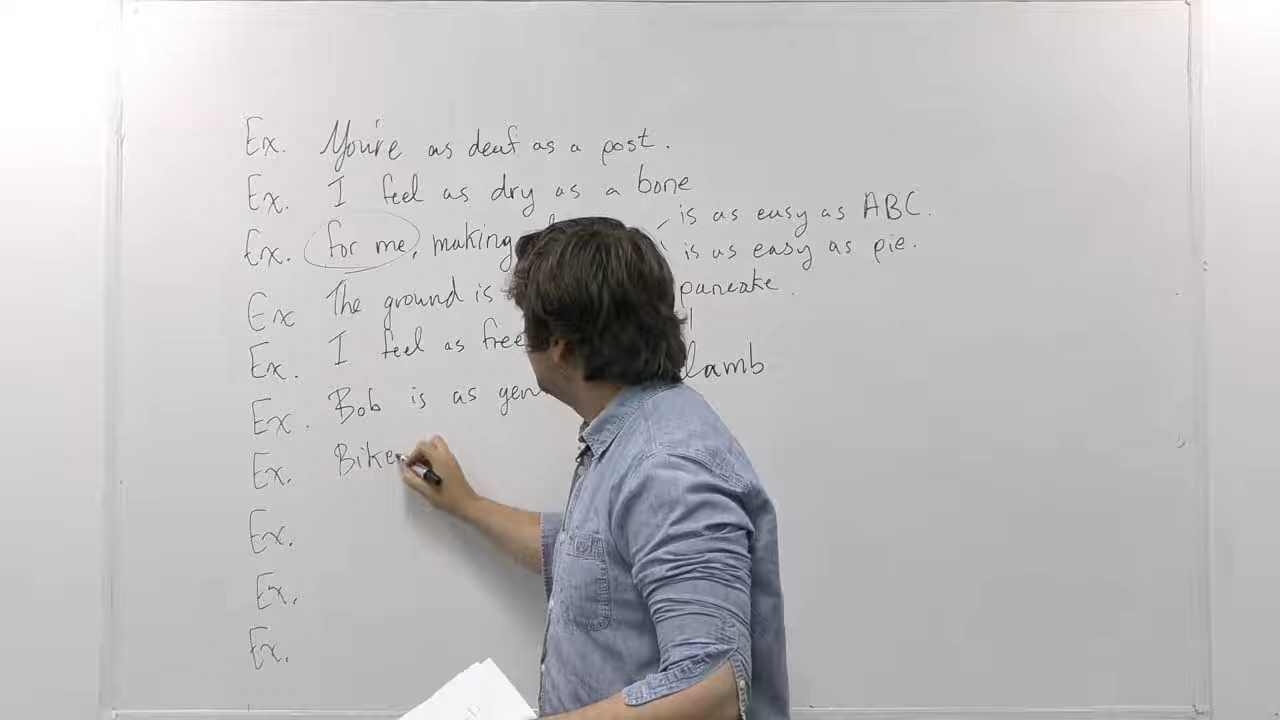 Ex. You're as deaf as a post.
Ex. I feel as dry as a bone
Ex. for me, making is as easy as ABC.
is as easy as pie.
Ex The ground is pancake.
Ex. I feel as free
Ex. Bob is as gen lamb
Ex. Bike
Ex.
Ex.
Ex.